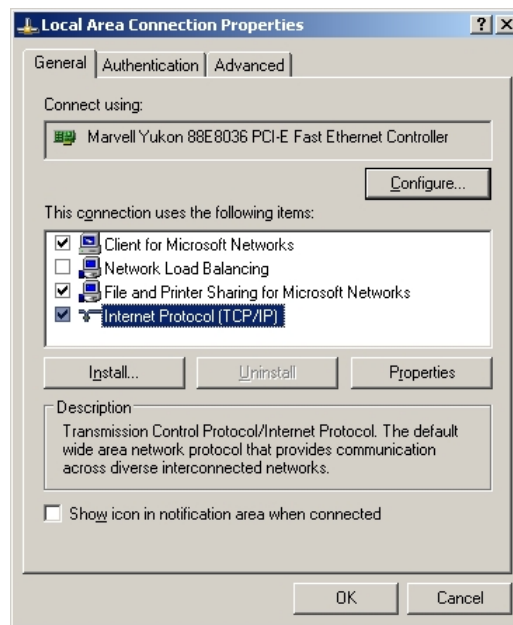 Local Area Connection Properties
General
Authentication
Advanced
Connect using:
Marvell Yukon 88E8036 PCI-E Fast Ethernet Controller
Configure...
This connection uses the following items:
Client for Microsoft Networks
Network Load Balancing
File and Printer Sharing for Microsoft Networks
Internet Protocol (TCP/IP)
Install...
Uninstall
Properties
Description
Transmission Control Protocol/Internet Protocol. The default
wide area network protocol that provides communication
across diverse interconnected networks.
Show icon in notification area when connected
OK
Cancel